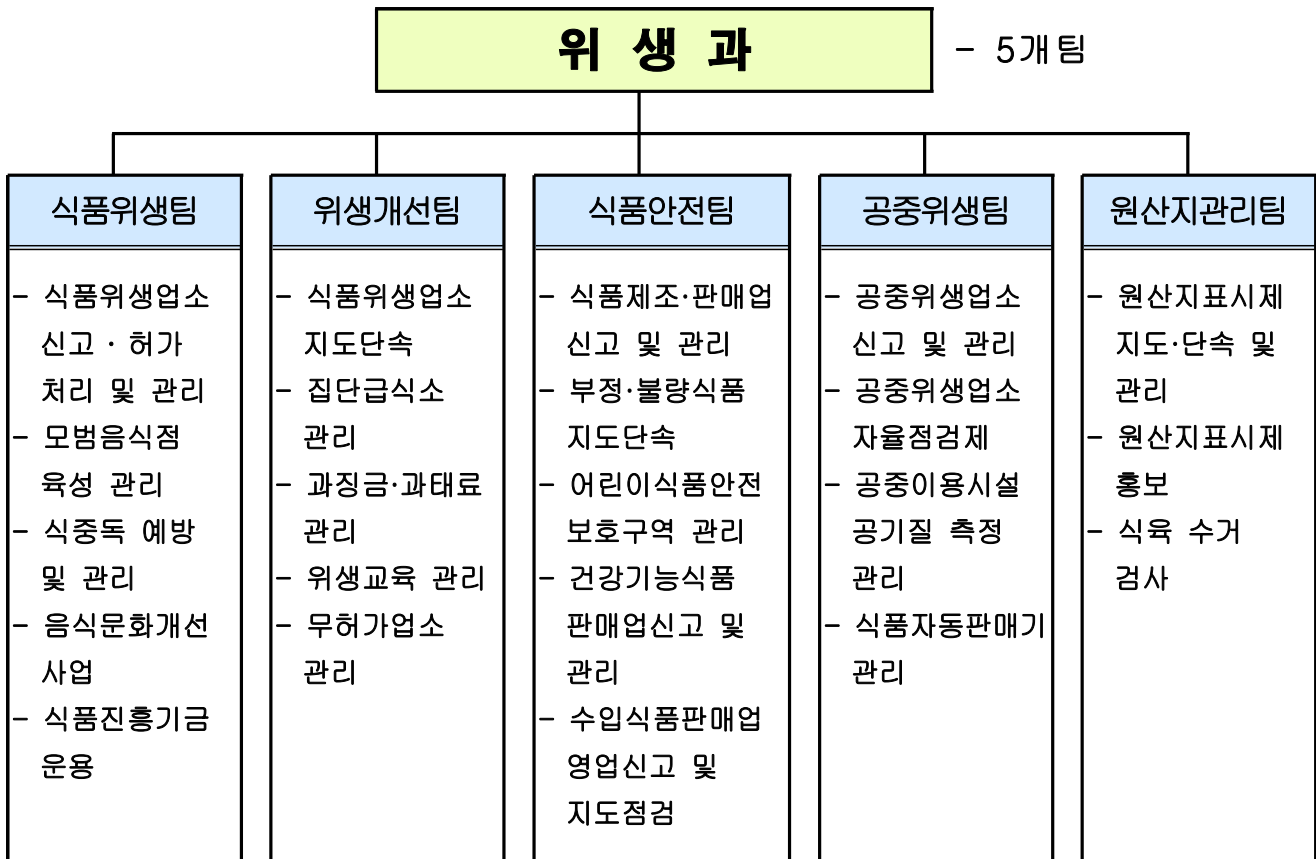 위 생 과
- 5개팀
식품위생팀
- 식품위생업소
신고 · 허가
처리 및 관리
- 모범음식점
육성 관리
- 식중독 예방
및 관리
- 음식문화개선
사업
- 식품진흥기금
운용
위생개선팀
- 식품위생업소
지도단속
- 집단급식소
관리
- 과징금·과태료
관리
- 위생교육 관리
- 무허가업소
관리
식품안전팀
- 식품제조·판매업
신고 및 관리
- 부정·불량식품
지도단속
- 어린이식품안전
보호구역 관리
- 건강기능식품
판매업신고 및
관리
- 수입식품판매업
영업신고 및
지도점검
공중위생팀
- 공중위생업소
신고 및 관리
- 공중위생업소
자율점검제
- 공중이용시설
공기질 측정
관리
- 식품자동판매기
관리
원산지관리팀
- 원산지표시제
지도·단속 및
관리
- 원산지표시제
홍보
- 식육 수거
검사